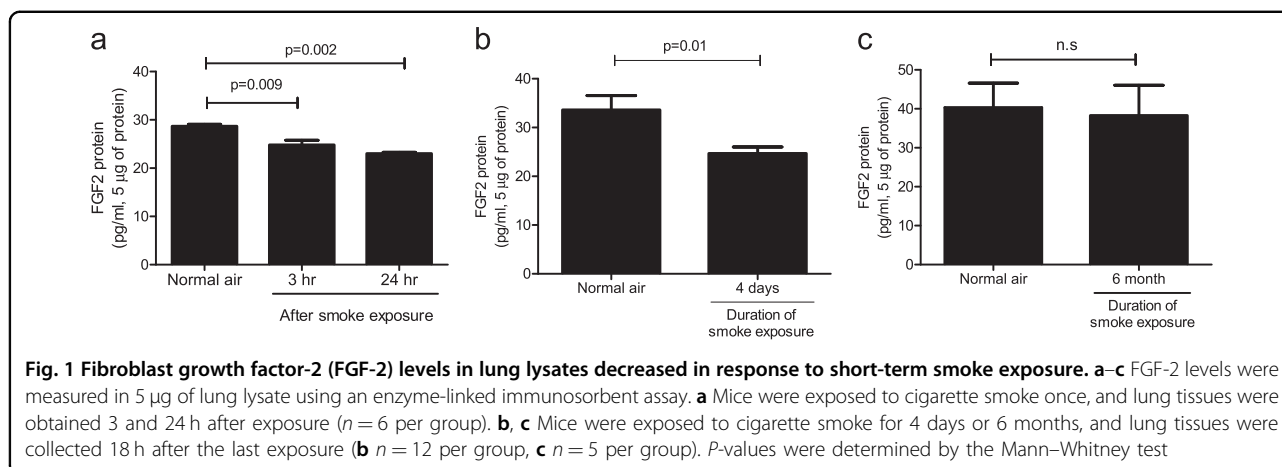 a
p=0.002
p=0.009
FGF2 protein
(pg/ml, 5 µg of protein)
40
30
20
10
0
Normal air
3 hr
24 hr
After smoke exposure
b
p=0.01
FGF2 protein
(pg/ml, 5 µg of protein)
40
30
20
10
0
Normal air
4 days
Duration of
smoke exposure
c
n.s
FGF2 protein
(pg/ml, 5 µg of protein)
50
40
30
20
10
0
Normal air
6 month
Duration of
smoke exposure
Fig. 1 Fibroblast growth factor-2 (FGF-2) levels in lung lysates decreased in response to short-term smoke exposure. a–c FGF-2 levels were
measured in 5 µg of lung lysate using an enzyme-linked immunosorbent assay. a Mice were exposed to cigarette smoke once, and lung tissues were
obtained 3 and 24 h after exposure (n = 6 per group). b, c Mice were exposed to cigarette smoke for 4 days or 6 months, and lung tissues were
collected 18 h after the last exposure (b n = 12 per group, c n = 5 per group). P-values were determined by the Mann–Whitney test